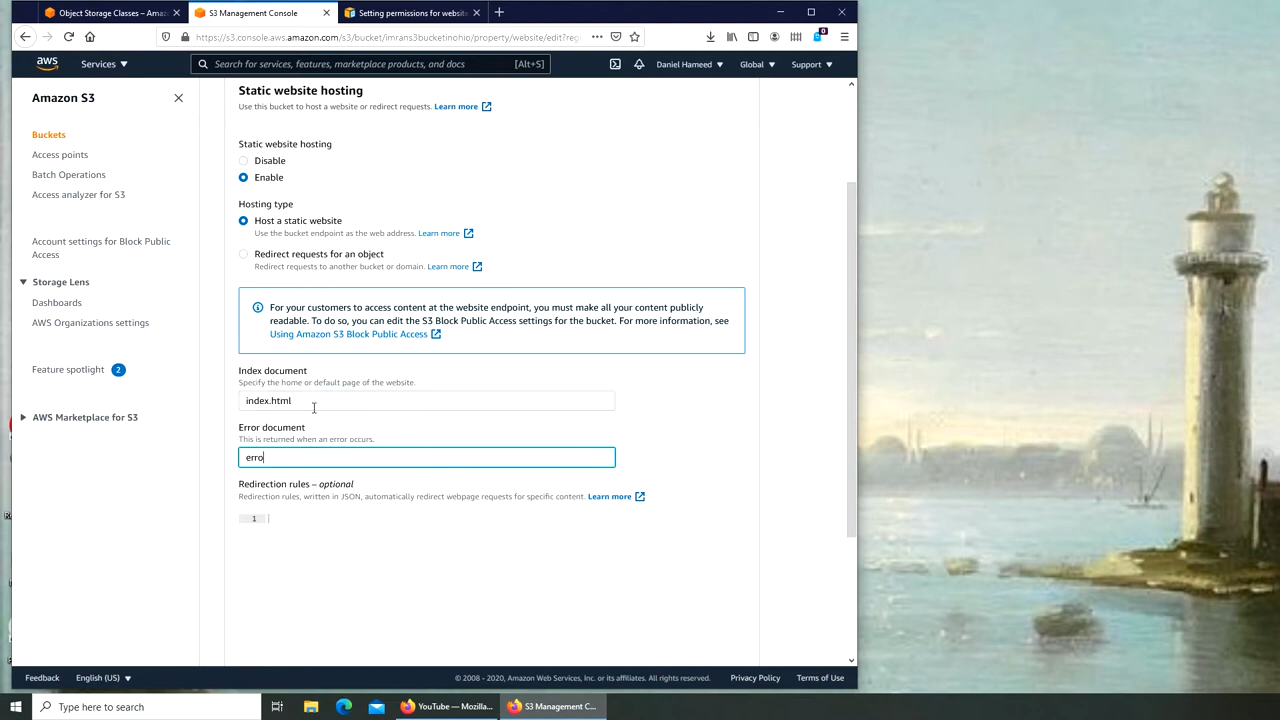 Object Storage Classes – Amaz
S3 Management Console
Setting permissions for websit
https://s3.console.aws.amazon.com/s3/bucket/imrans3bucketinohio/property/website/edit?reg
0
aws
Services
Search for services, features, marketplace products, and docs
[Alt+S]
Daniel Hameed
Global
Support
Amazon S3
Buckets
Access points
Batch Operations
Access analyzer for S3
Account settings for Block Public
Access
Storage Lens
Dashboards
AWS Organizations settings
Feature spotlight 2
AWS Marketplace for S3
Static website hosting
Use this bucket to host a website or redirect requests. Learn more
Static website hosting
Disable
Enable
Hosting type
Host a static website
Use the bucket endpoint as the web address. Learn more
Redirect requests for an object
Redirect requests to another bucket or domain. Learn more
For your customers to access content at the website endpoint, you must make all your content publicly
readable. To do so, you can edit the S3 Block Public Access settings for the bucket. For more information, see
Using Amazon S3 Block Public Access
Index document
Specify the home or default page of the website.
index.html
Error document
This is returned when an error occurs.
erro
Redirection rules – optional
Redirection rules, written in JSON, automatically redirect webpage requests for specific content. Learn more
1
Feedback
English (US)
© 2008 - 2020, Amazon Web Services, Inc. or its affiliates. All rights reserved.
Privacy Policy
Terms of Use
Type here to search
YouTube — Mozilla...
S3 Management C...